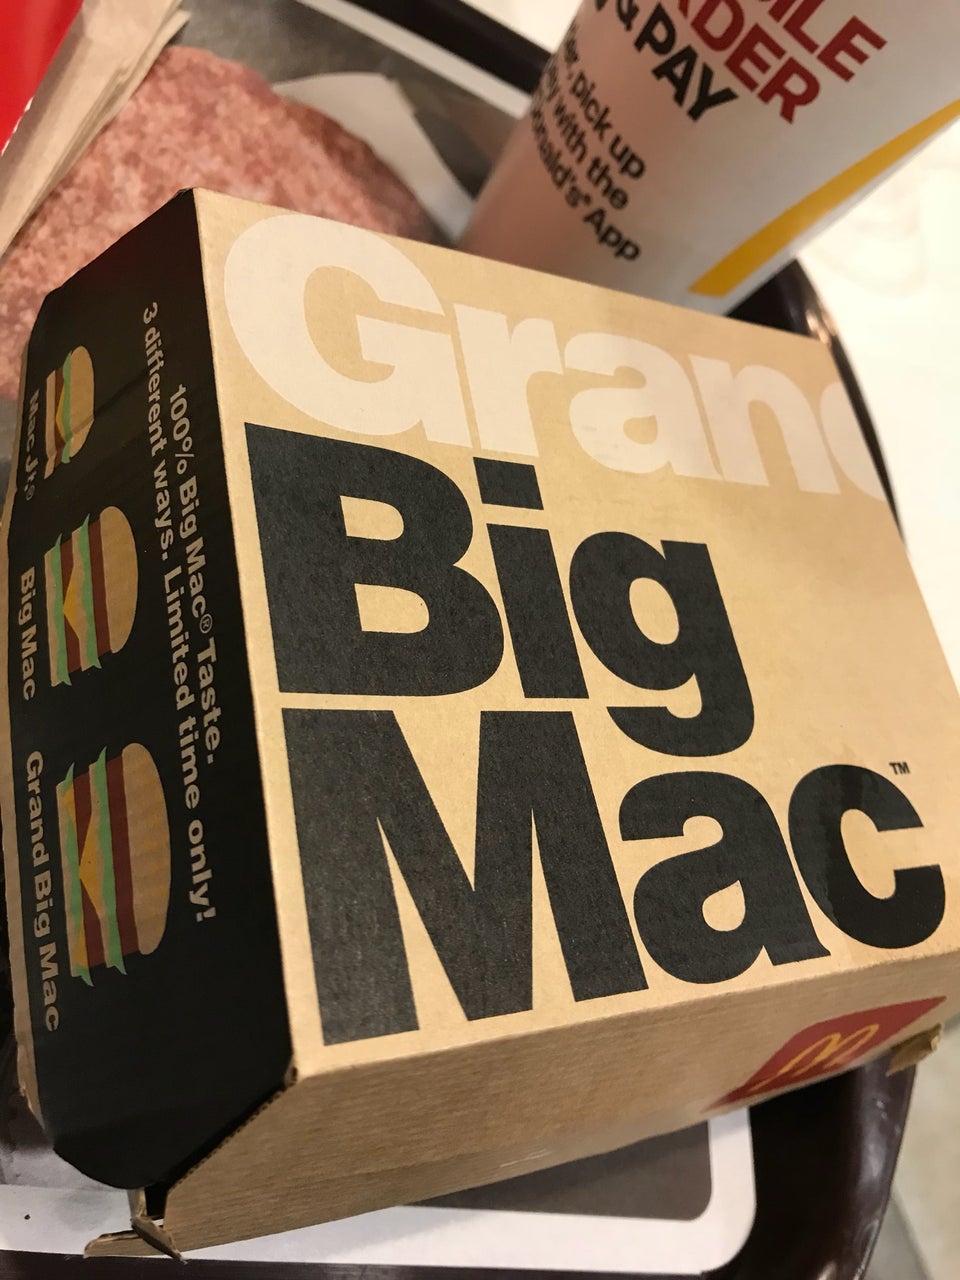 & PAY
pick up
with the
App
Grand
Big
Mac™
100% Big Mac® Taste.
3 different ways. Limited time only!
Mac Jr®
Big Mac
Grand Big Mac